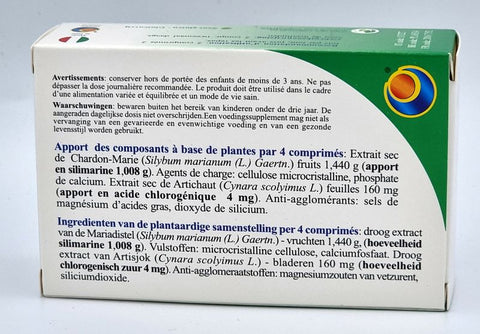 Avertissements: conserver hors de portée des enfants de moins de 3 ans. Ne pas
dépasser la dose journalière recommandée. Le produit doit être utilisé dans le cadre
d'une alimentation variée et équilibrée et un mode de vie sain.
Waarschuwingen: bewaren buiten het bereik van kinderen onder de drie jaar. De
aangeraden dagelijkse dosis niet overschrijden.Een voedingssupplement mag niet als
vervanging van een gevarieerde en evenwichtige voeding en van een gezonde
levensstijl worden gebruikt.
Apport des composants à base de plantes par 4 comprimés: Extrait sec
de Chardon-Marie (Silybum marianum (L.) Gaertn.) fruits 1,440 g (apport
en silimarine 1,008 g). Agents de charge: cellulose microcristalline, phosphate
de calcium. Extrait sec de Artichaut (Cynara scolyimus L.) feuilles 160 mg
(apport en acide chlorogénique 4 mg). Anti-agglomérants: sels de
magnésium d'acides gras, dioxyde de silicium.
Ingredienten van de plantaardige samenstelling per 4 comprimés: droog extract
van de Mariadistel (Silybum marianum (L.) Gaertn.) - vruchten 1,440 g, (hoeveelheid
silimarine 1,008 g). Vulstoffen: microcristalline cellulose, calciumfosfaat. Droog
extract van Artisjok (Cynara scolyimus L.) - bladeren 160 mg (hoeveelheid
chlorogenisch zuur 4 mg). Anti-agglomeraatstoffen: magnesiumzouten van vetzuren,
siliciumdioxide.